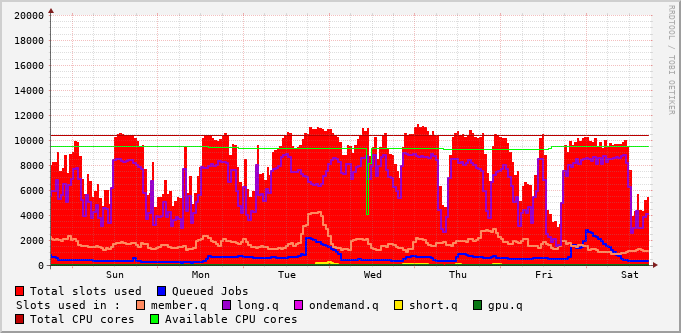 RRDTOOL / TOBI OETIKER
20000
18000
16000
14000
12000
10000
8000
6000
4000
2000
0
Sun Mon Tue Wed Thu Fri Sat
Total slots used Queued Jobs
Slots used in : member.q long.q ondemand.q short.q gpu.q
Total CPU cores Available CPU cores